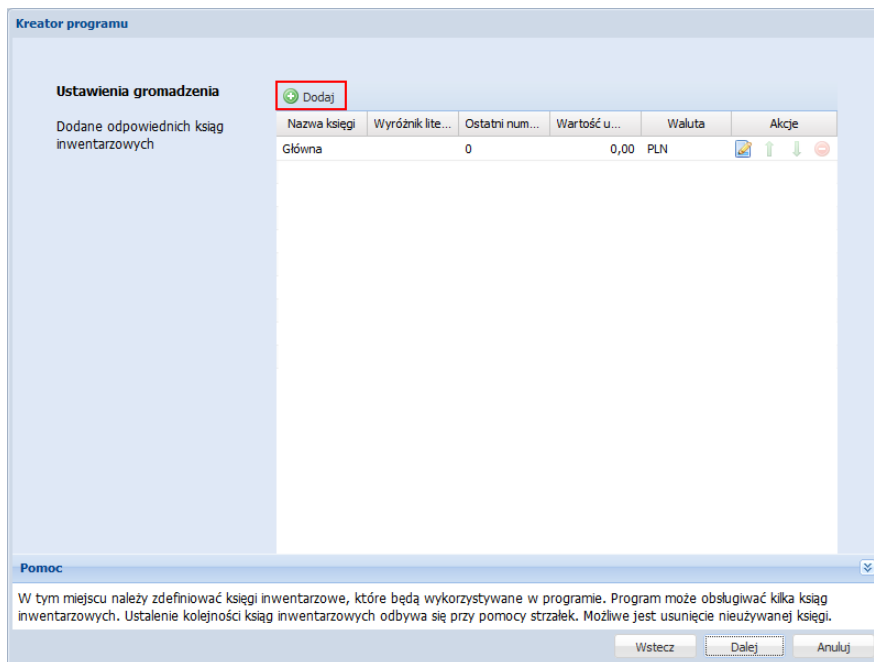 Kreator programu
Ustawienia gromadzenia
Dodane odpowiednich ksiąg
inwentarzowych
Dodaj
Nazwa księgi Wyróżnik lite... Ostatni num... Wartość u... Waluta Akcje
Główna 0 0,00 PLN
Pomoc
W tym miejscu należy zdefiniować księgi inwentarzowe, które będą wykorzystywane w programie. Program może obsługiwać kilka ksiąg
inwentarzowych. Ustalenie kolejności ksiąg inwentarzowych odbywa się przy pomocy strzałek. Możliwe jest usunięcie nieużywanej księgi.
Wstecz Dalej Anuluj